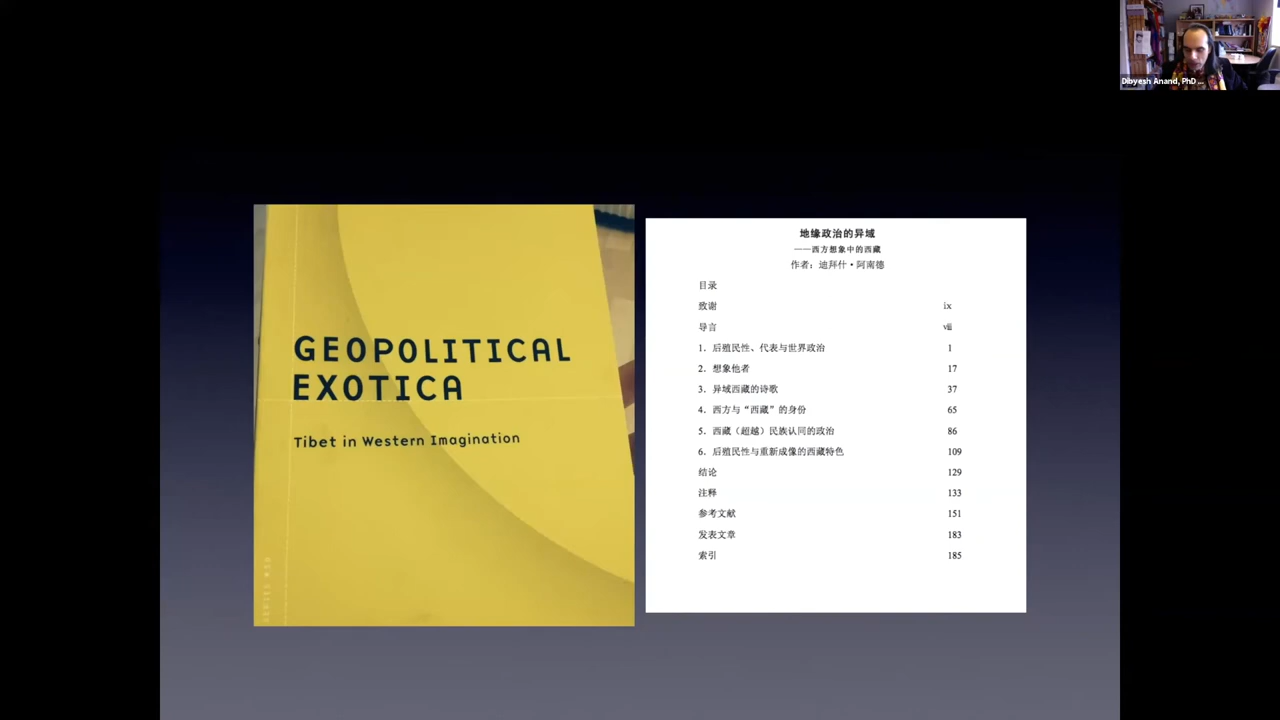 Dibyesh Anand, PhD ...
GEOPOLITICAL
EXOTICA
Tibet in Western Imagination
地缘政治的异域
——西方想象中的西藏
作者：迪拜什·阿南德
目录
致谢 ix
导言 vii
1．后殖民性、代表与世界政治 1
2．想象他者 17
3．异域西藏的诗歌 37
4．西方与“西藏”的身份 65
5．西藏（超越）民族认同的政治 86
6．后殖民性与重新成像的西藏特色 109
结论 129
注释 133
参考文献 151
发表文章 183
索引 185